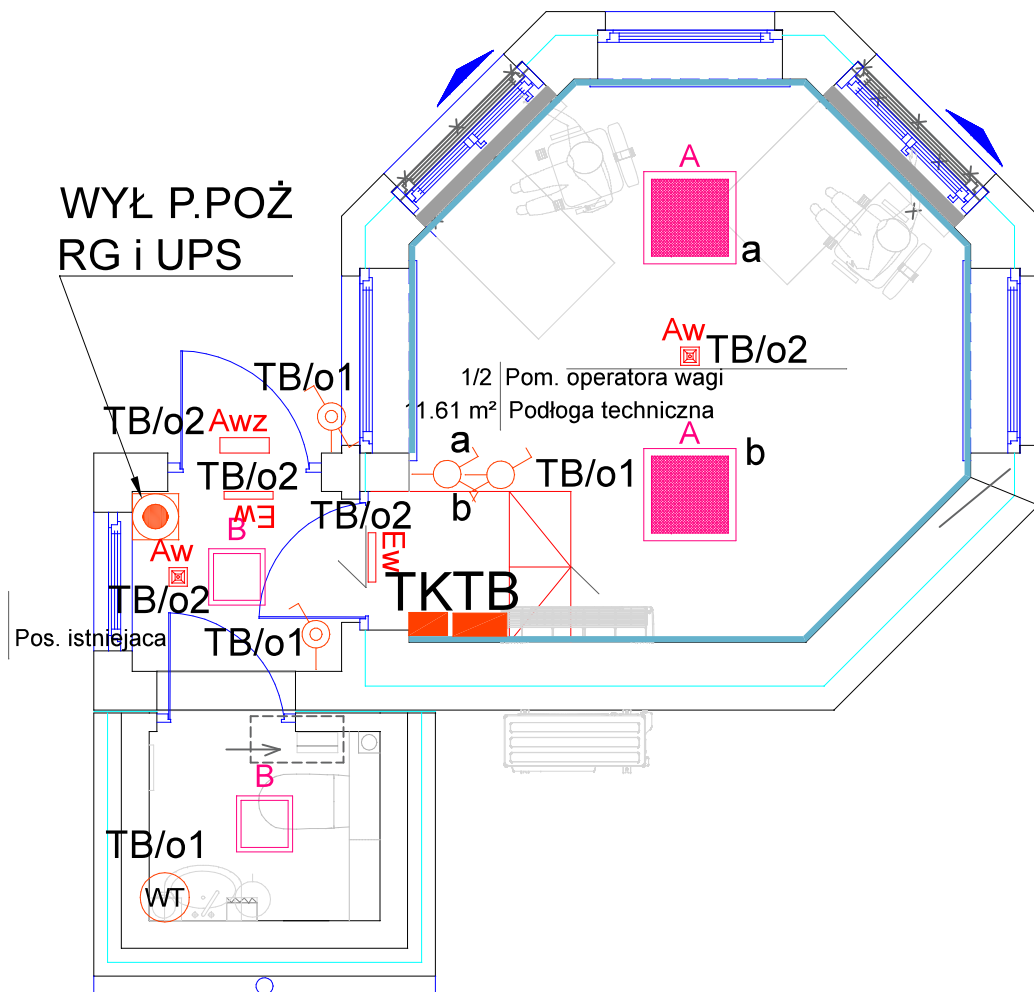 A
WYŁ P.POŻ
RG i UPS
a
Aw
TB/o2
TB/o1
1/2 Pom. operatora wagi
11.61 m² Podłoga techniczna
TB/o2
Awz
A
a
b
TB/o2
TB/o1
b
TB/o2
Ew
B
Ew
Aw
TKTB
TB/o2
TB/o1
Pos. istniejaca
B
TB/o1
WT